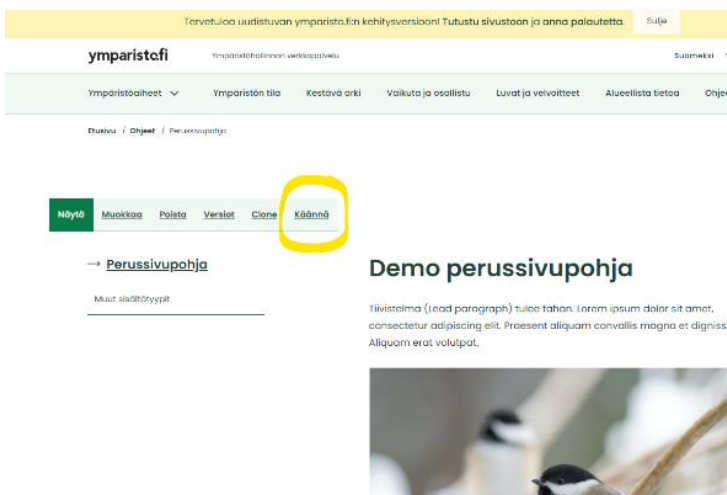 Tervetuloa uudistuvan ymparisto.fi:n kehitysversioon! Tutustu sivustoon ja anna palautetta. Sulje
ymparisto.fi Ympäristöhallinnon verkkopalvelu Suomeksi
Ympäristöaiheet Ympäristön tila Kestävä arki Vaikuta ja osallistu Luvat ja velvoitteet Alueellista tietoa Ohjee
Etusivu / Ohjeet / Perussivupohja
Näytä Muokkaa Poista Versiot Clone Käännä
→ Perussivupohja
Muut sisältötyypit
Demo perussivupohja
Tiivistelmä (Lead paragraph) tulee tähän. Lorem ipsum dolor sit amet,
consectetur adipiscing elit. Praesent aliquam convallis magna et digniss
Aliquam erat volutpat.